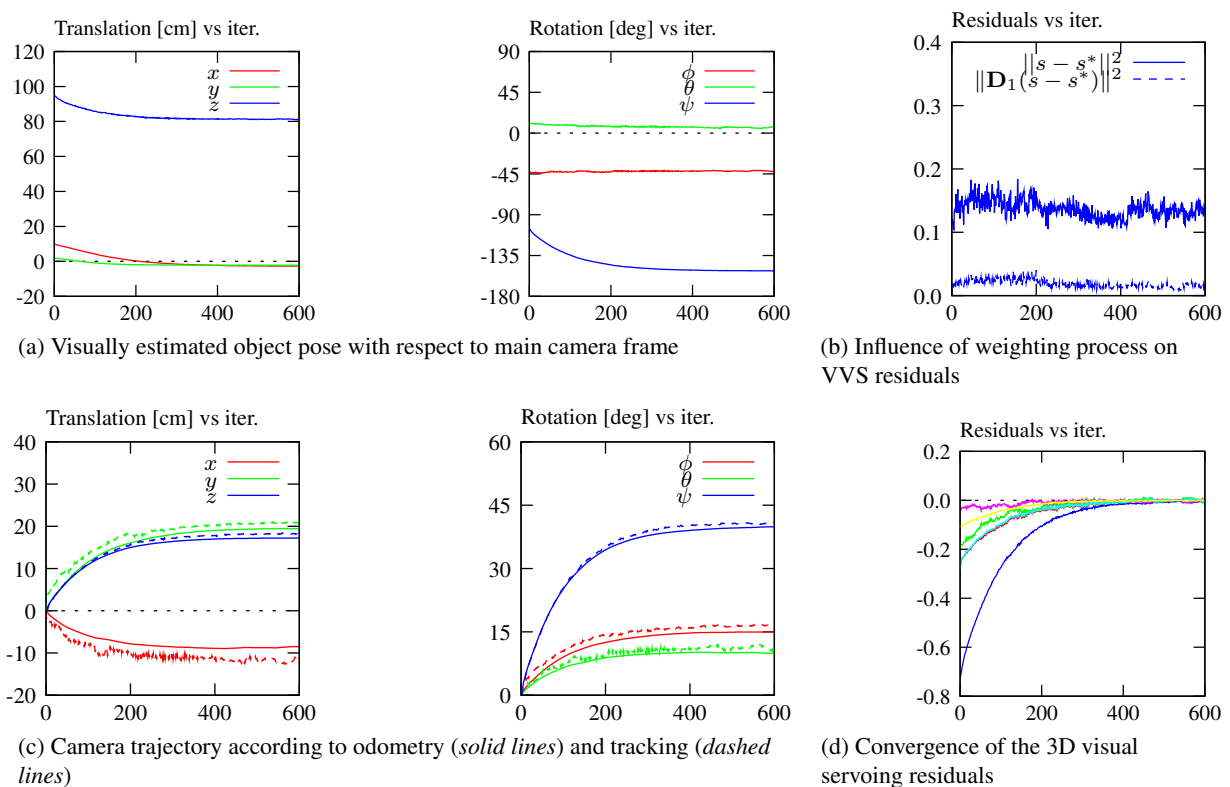 Translation [cm] vs iter.
120
100
80
60
40
20
0
-20
0 200 400 600
x
y
z
Rotation [deg] vs iter.
90
45
0
-45
-90
-135
-180
0 200 400 600
ϕ
θ
ψ
(a) Visually estimated object pose with respect to main camera frame
Residuals vs iter.
0.4
0.3
0.2
0.1
0.0
0 200 400 600
||s − s*||²
||D₁(s − s*)||²
(b) Influence of weighting process on
VVS residuals
Translation [cm] vs iter.
40
30
20
10
0
-10
-20
0 200 400 600
x
y
z
Rotation [deg] vs iter.
60
45
30
15
0
0 200 400 600
ϕ
θ
ψ
(c) Camera trajectory according to odometry (solid lines) and tracking (dashed
lines)
Residuals vs iter.
0.2
0.0
-0.2
-0.4
-0.6
-0.8
0 200 400 600
(d) Convergence of the 3D visual
servoing residuals